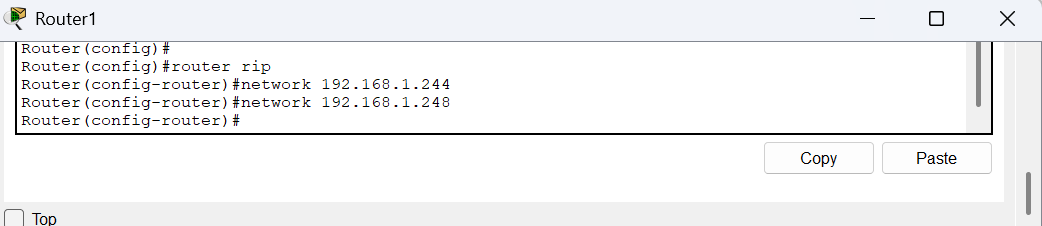 Router1
Router(config)#
Router(config)#router rip
Router(config-router)#network 192.168.1.244
Router(config-router)#network 192.168.1.248
Router(config-router)#
Copy Paste
Top